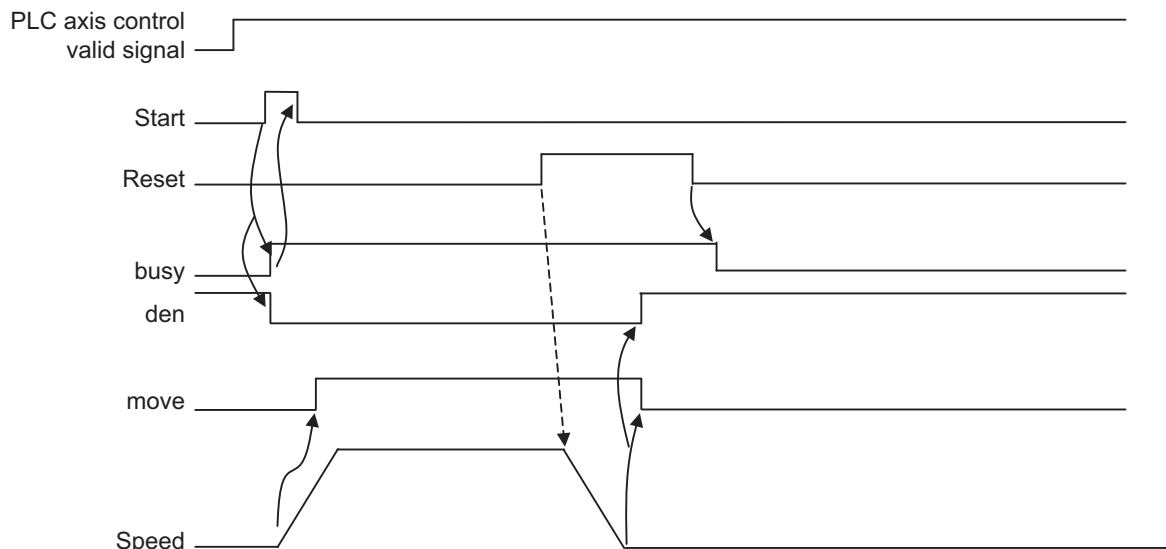 PLC axis control
valid signal
Start
Reset
busy
den
move
Speed